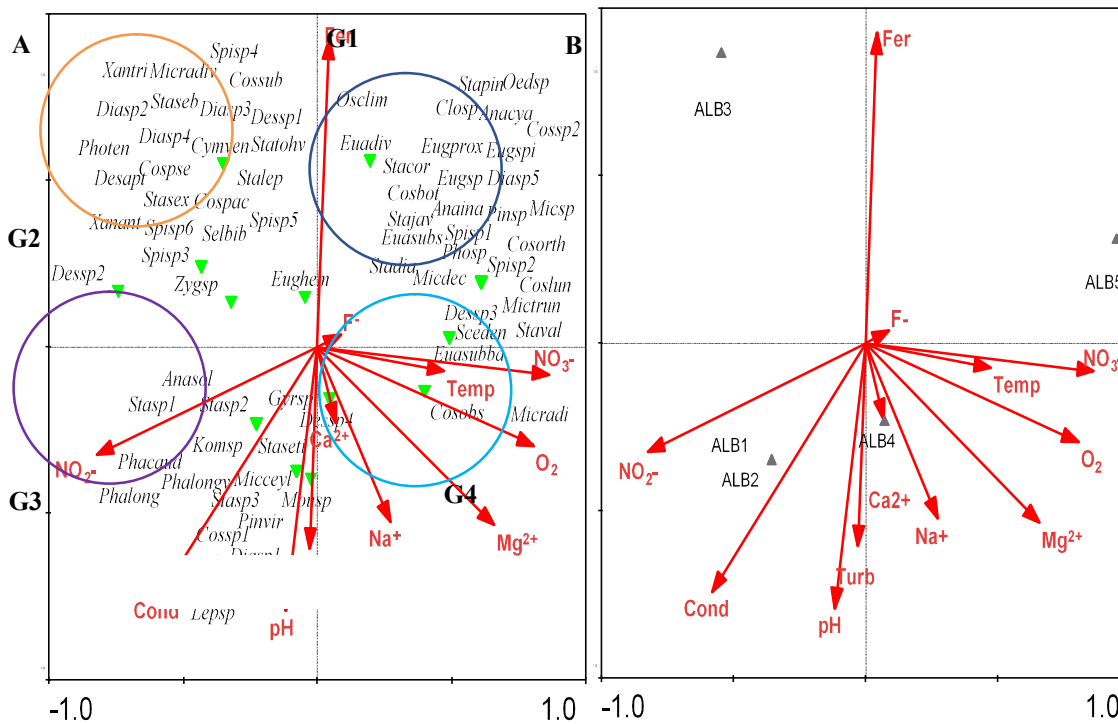 A
G1
B
Fer
Spisp4
Xantri Micradiv
Cossub
Stapin Oedsp
Diasp2 Staseb Diasp3 Dessp1
Osclim
Closp Anacya
Cossp2
Diasp4
Photen
Cymven Statohv
Euadiv
Eugprox Eugspi
Cospse
Desapt
Stalep
Stacor
Eugsp Diasp5
Stasex Cospac
Cosbot
Xanant
Spisp6
Selbib
Spisp5
Stajav
Anaina Pinsp Micsp
Euasubs Spisp1
Cosorth
G2
Spisp3
Phosp
Stadia
Spisp2
Dessp2
Zygsp
Eughem
Micdec
Coslun
Mictrun
Dessp3
Sceden
Staval
F-
Euasubba
NO3-
Temp
Anasol
Stasp1
Stasp2
Gyrsp
Dessp4
Cosobs
Micradi
Ca2+
Komsp
Staseti
O2
NO2-
Phacaud
Phalong
Phalongy
Micceyl
G3
Stasp3
Monsp
G4
Pinvir
Cossp1
Na+
Mg2+
Diasp1
Cond
Lepsp
pH
-1.0
1.0
Fer
ALB3
ALB5
F-
NO3-
Temp
ALB1
ALB4
O2
NO2-
ALB2
Ca2+
Na+
Mg2+
Turb
Cond
pH
-1.0
1.0